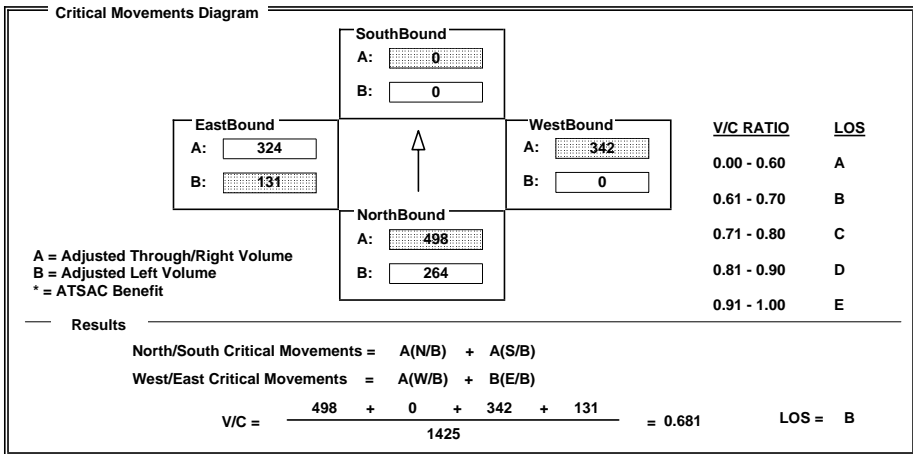 Critical Movements Diagram
SouthBound
A: 0
B: 0
EastBound
A: 324
B: 131
WestBound
A: 342
B: 0
NorthBound
A: 498
B: 264
V/C RATIO LOS
0.00 - 0.60 A
0.61 - 0.70 B
0.71 - 0.80 C
0.81 - 0.90 D
0.91 - 1.00 E
A = Adjusted Through/Right Volume
B = Adjusted Left Volume
* = ATSAC Benefit
Results
North/South Critical Movements = A(N/B) + A(S/B)
West/East Critical Movements = A(W/B) + B(E/B)
498 + 0 + 342 + 131
V/C = = 0.681 LOS = B
1425